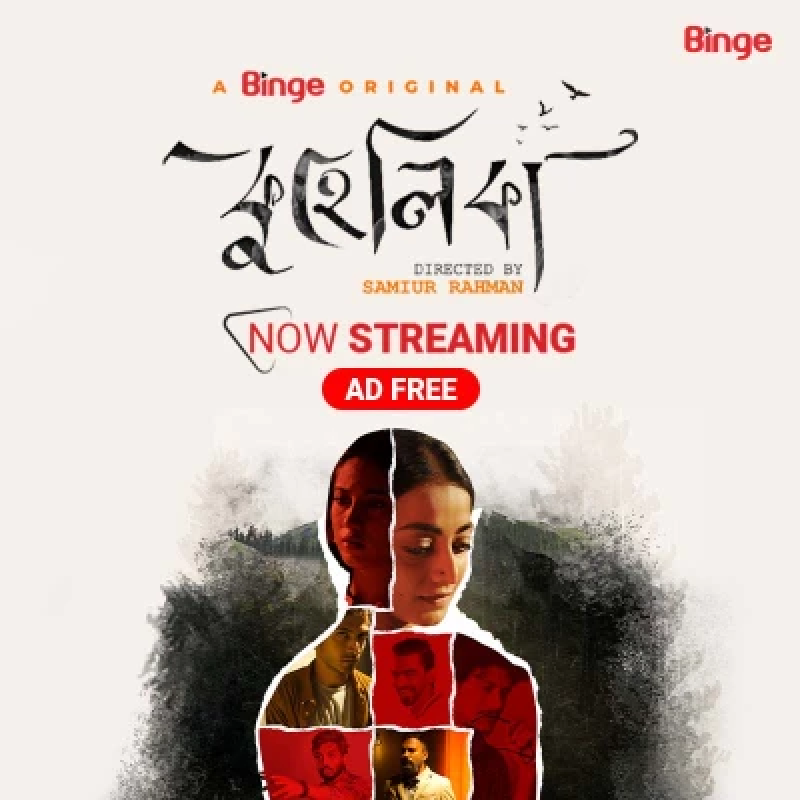 Binge
A Binge ORIGINAL
কুহেলিকা
DIRECTED BY
SAMIUR RAHMAN
NOW STREAMING
AD FREE